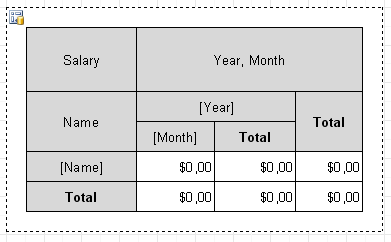 Salary Year, Month
Name [Year] Total
[Month] Total
[Name] $0,00 $0,00 $0,00
Total $0,00 $0,00 $0,00